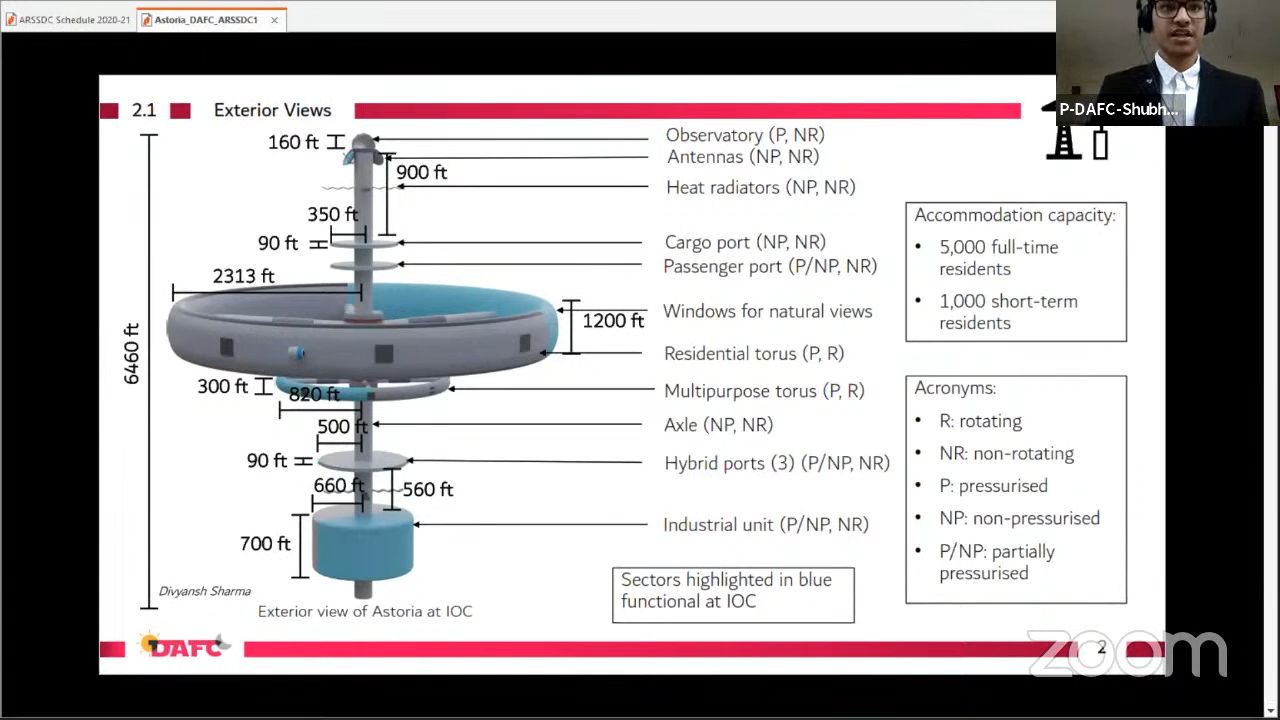 ARSSDC Schedule 2020-21
Astoria_DAFC_ARSSDC1
P-DAFC-Shubh...
2.1
Exterior Views
160 ft
900 ft
350 ft
90 ft
2313 ft
1200 ft
6460 ft
300 ft
820 ft
500 ft
90 ft
660 ft
560 ft
700 ft
Observatory (P, NR)
Antennas (NP, NR)
Heat radiators (NP, NR)
Cargo port (NP, NR)
Passenger port (P/NP, NR)
Windows for natural views
Residential torus (P, R)
Multipurpose torus (P, R)
Axle (NP, NR)
Hybrid ports (3) (P/NP, NR)
Industrial unit (P/NP, NR)
Accommodation capacity:
• 5,000 full-time
residents
• 1,000 short-term
residents
Acronyms:
• R: rotating
• NR: non-rotating
• P: pressurised
• NP: non-pressurised
• P/NP: partially
pressurised
Sectors highlighted in blue
functional at IOC
Divyansh Sharma
Exterior view of Astoria at IOC
DAFC
2
zoom